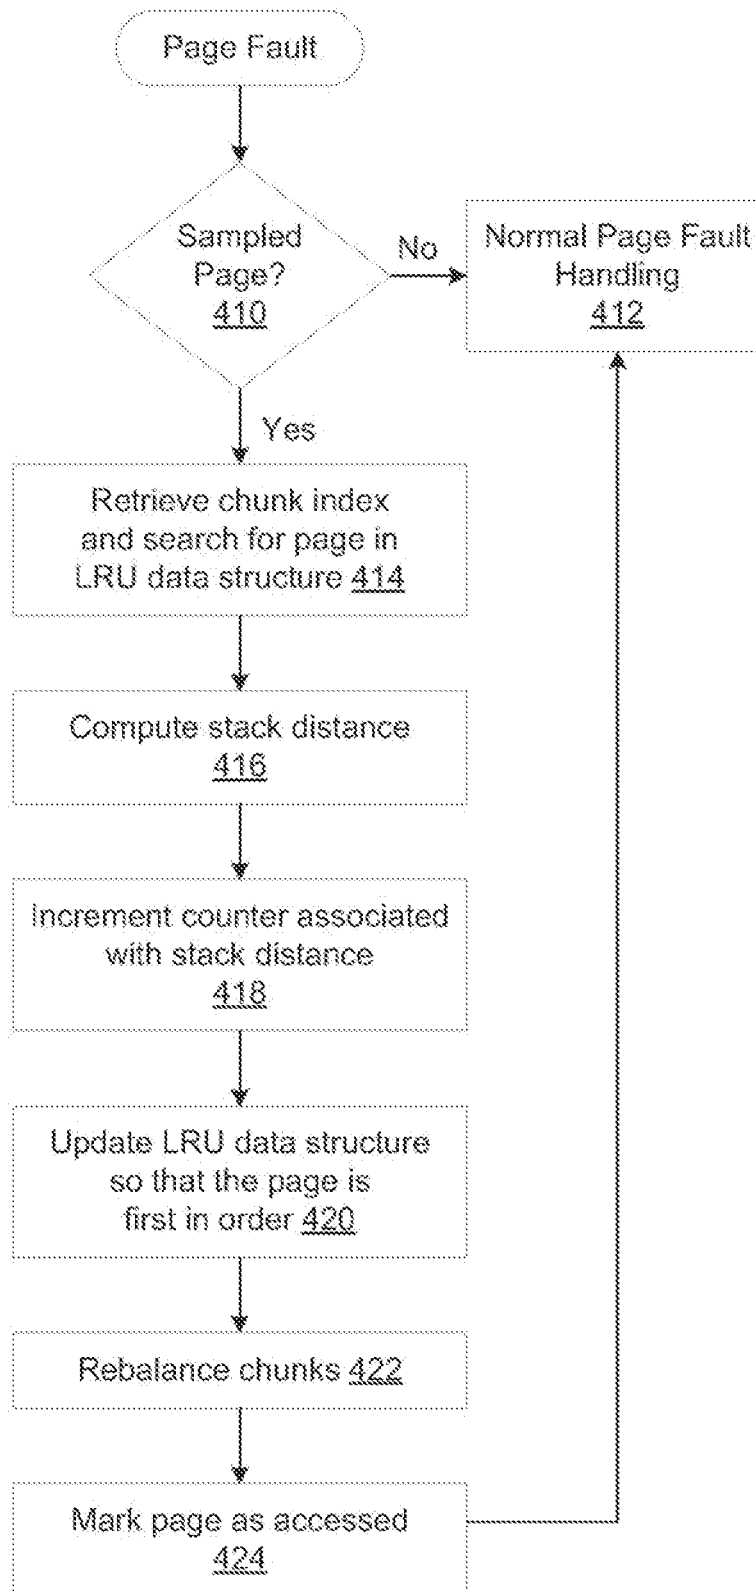 Page Fault
Sampled
Page?
410
No
Normal Page Fault
Handling
412
Yes
Retrieve chunk index
and search for page in
LRU data structure 414
Compute stack distance
416
Increment counter associated
with stack distance
418
Update LRU data structure
so that the page is
first in order 420
Rebalance chunks 422
Mark page as accessed
424